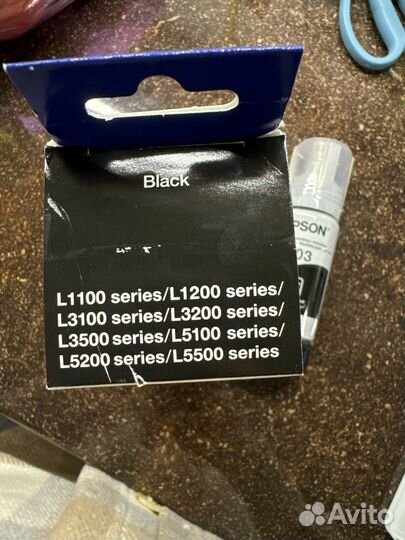 Black
L1100 series/L1200 series/
L3100 series/L3200 series/
L3500 series/L5100 series/
L5200 series/L5500 series
PSON
03
Avito